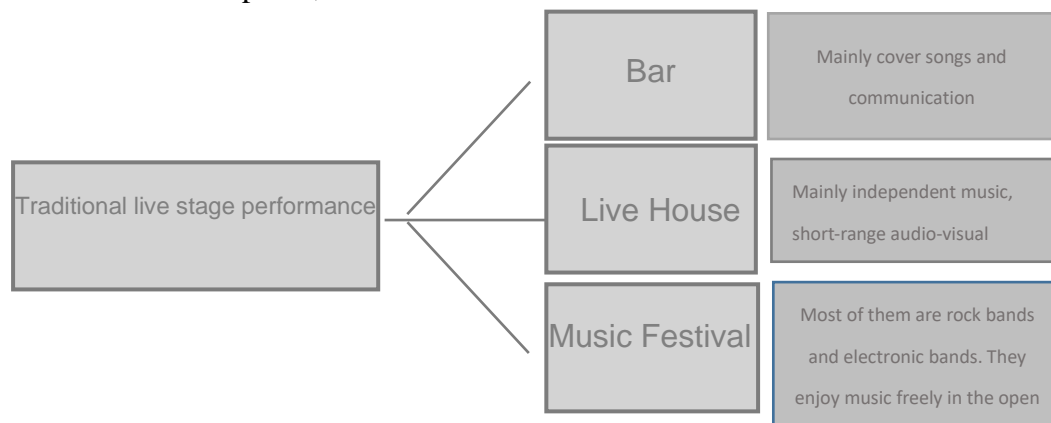 Bar
Mainly cover songs and
communication
Traditional live stage performance
Live House
Mainly independent music,
short-range audio-visual
Music Festival
Most of them are rock bands
and electronic bands. They
enjoy music freely in the open